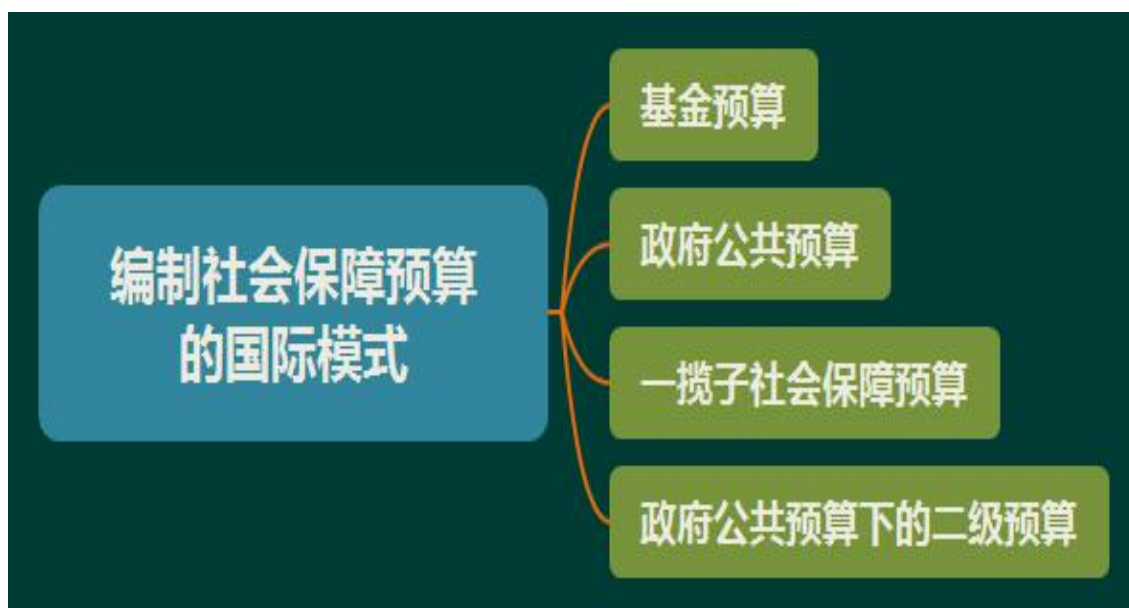 编制社会保障预算
的国际模式
基金预算
政府公共预算
一揽子社会保障预算
政府公共预算下的二级预算